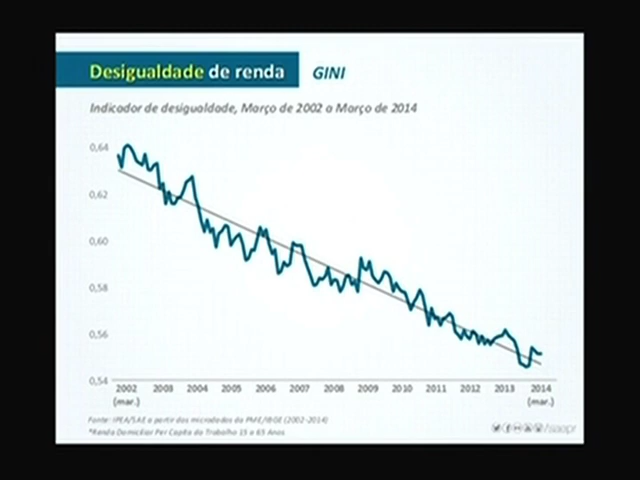 Desigualdade de renda GINI
Indicador de desigualdade, Março de 2002 a Março de 2014
0,64
0,62
0,60
0,58
0,56
0,54
2002 2003 2004 2005 2006 2007 2008 2009 2010 2011 2012 2013 2014
(mar.) (mar.)
Fonte: IPEA/SAE a partir dos microdados da PME/IBGE (2002-2014)
*Renda Domiciliar Per Capita do Trabalho 15 a 65 Anos
/saepr